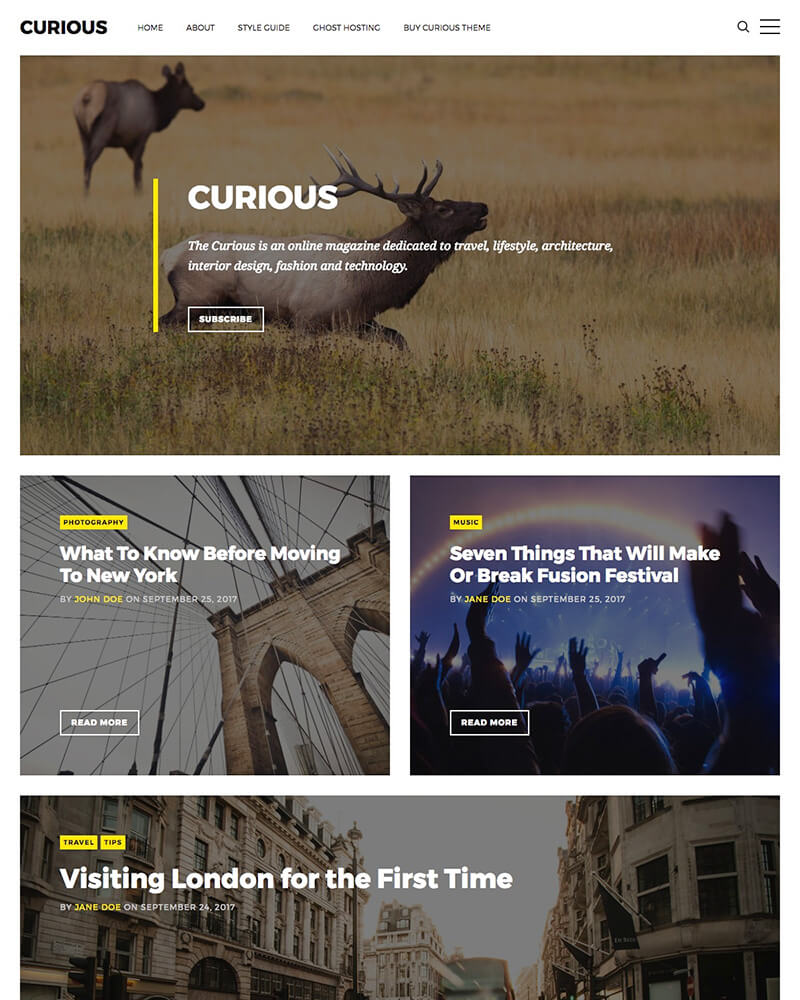 CURIOUS HOME ABOUT STYLE GUIDE GHOST HOSTING BUY CURIOUS THEME
CURIOUS
The Curious is an online magazine dedicated to travel, lifestyle, architecture,
interior design, fashion and technology.
SUBSCRIBE
PHOTOGRAPHY
What To Know Before Moving
To New York
BY JOHN DOE ON SEPTEMBER 25, 2017
READ MORE
MUSIC
Seven Things That Will Make
Or Break Fusion Festival
BY JANE DOE ON SEPTEMBER 25, 2017
READ MORE
TRAVEL TIPS
Visiting London for the First Time
BY JANE DOE ON SEPTEMBER 24, 2017